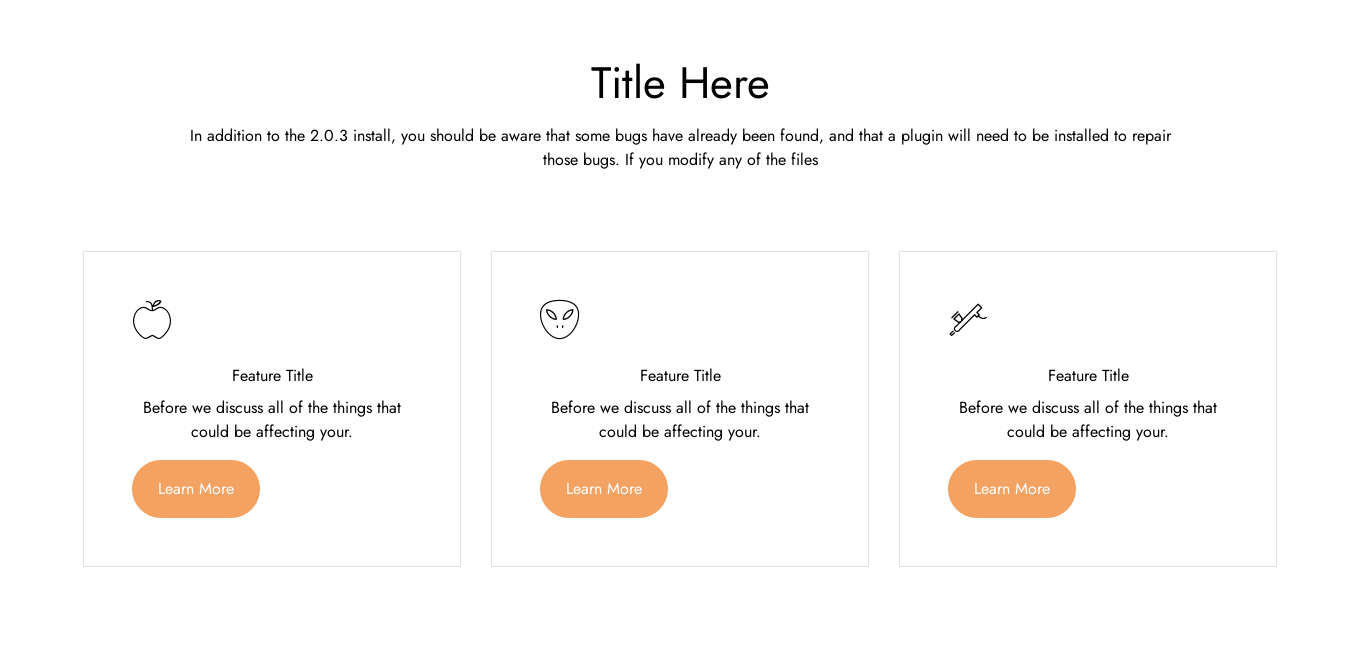 Title Here
In addition to the 2.0.3 install, you should be aware that some bugs have already been found, and that a plugin will need to be installed to repair
those bugs. If you modify any of the files
Feature Title
Before we discuss all of the things that
could be affecting your.
Learn More
Feature Title
Before we discuss all of the things that
could be affecting your.
Learn More
Feature Title
Before we discuss all of the things that
could be affecting your.
Learn More